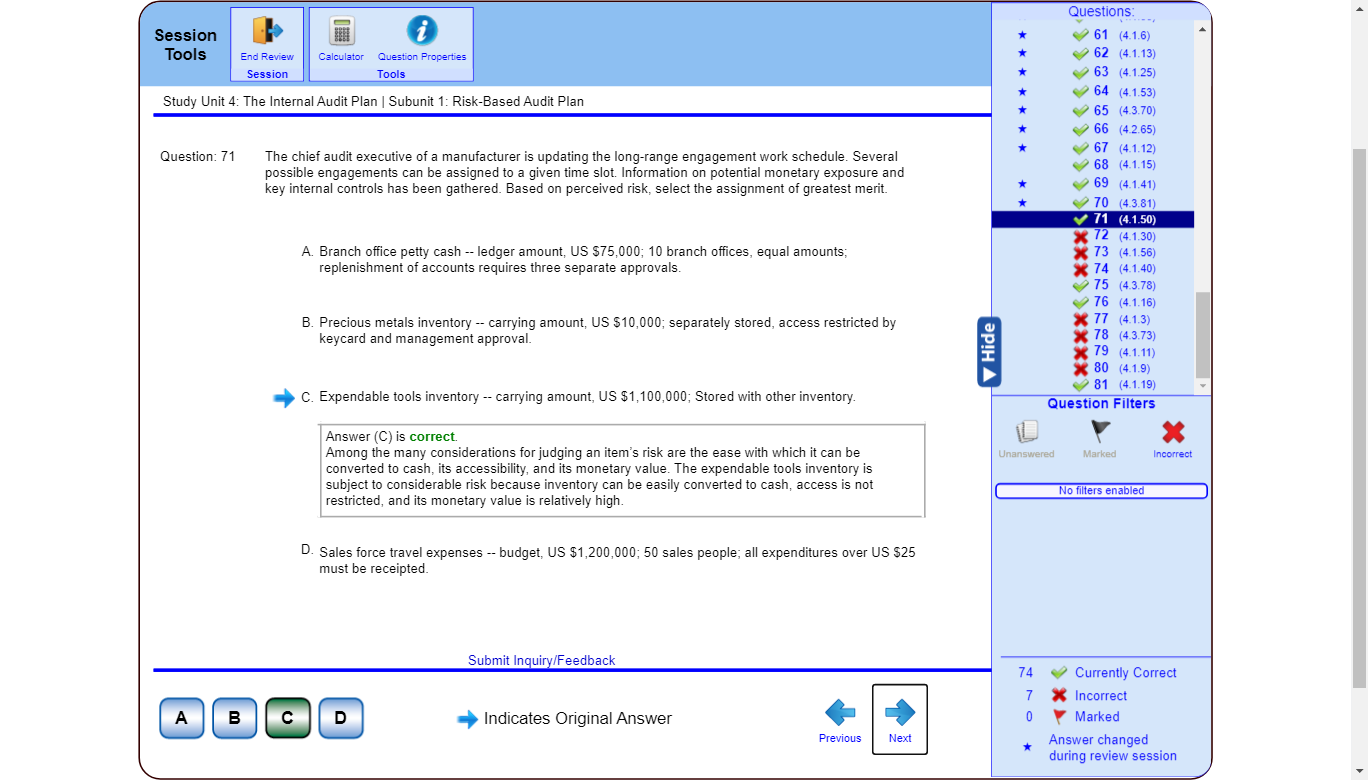 Session
Tools
End Review
Session
Calculator
Question Properties
Tools
Study Unit 4: The Internal Audit Plan | Subunit 1: Risk-Based Audit Plan
Question: 71
The chief audit executive of a manufacturer is updating the long-range engagement work schedule. Several
possible engagements can be assigned to a given time slot. Information on potential monetary exposure and
key internal controls has been gathered. Based on perceived risk, select the assignment of greatest merit.
A. Branch office petty cash -- ledger amount, US $75,000; 10 branch offices, equal amounts;
replenishment of accounts requires three separate approvals.
B. Precious metals inventory -- carrying amount, US $10,000; separately stored, access restricted by
keycard and management approval.
C. Expendable tools inventory -- carrying amount, US $1,100,000; Stored with other inventory.
Answer (C) is correct.
Among the many considerations for judging an item's risk are the ease with which it can be
converted to cash, its accessibility, and its monetary value. The expendable tools inventory is
subject to considerable risk because inventory can be easily converted to cash, access is not
restricted, and its monetary value is relatively high.
D. Sales force travel expenses -- budget, US $1,200,000; 50 sales people; all expenditures over US $25
must be receipted.
Submit Inquiry/Feedback
A B C D
Indicates Original Answer
Previous
Next
Questions:
61 (4.1.6)
62 (4.1.13)
63 (4.1.25)
64 (4.1.53)
65 (4.3.70)
66 (4.2.65)
67 (4.1.12)
68 (4.1.15)
69 (4.1.41)
70 (4.3.81)
71 (4.1.50)
72 (4.1.30)
73 (4.1.56)
74 (4.1.40)
75 (4.3.78)
76 (4.1.16)
77 (4.1.3)
78 (4.3.73)
79 (4.1.11)
80 (4.1.9)
81 (4.1.19)
Hide
Question Filters
Unanswered
Marked
Incorrect
No filters enabled
74 Currently Correct
7 Incorrect
0 Marked
Answer changed
during review session